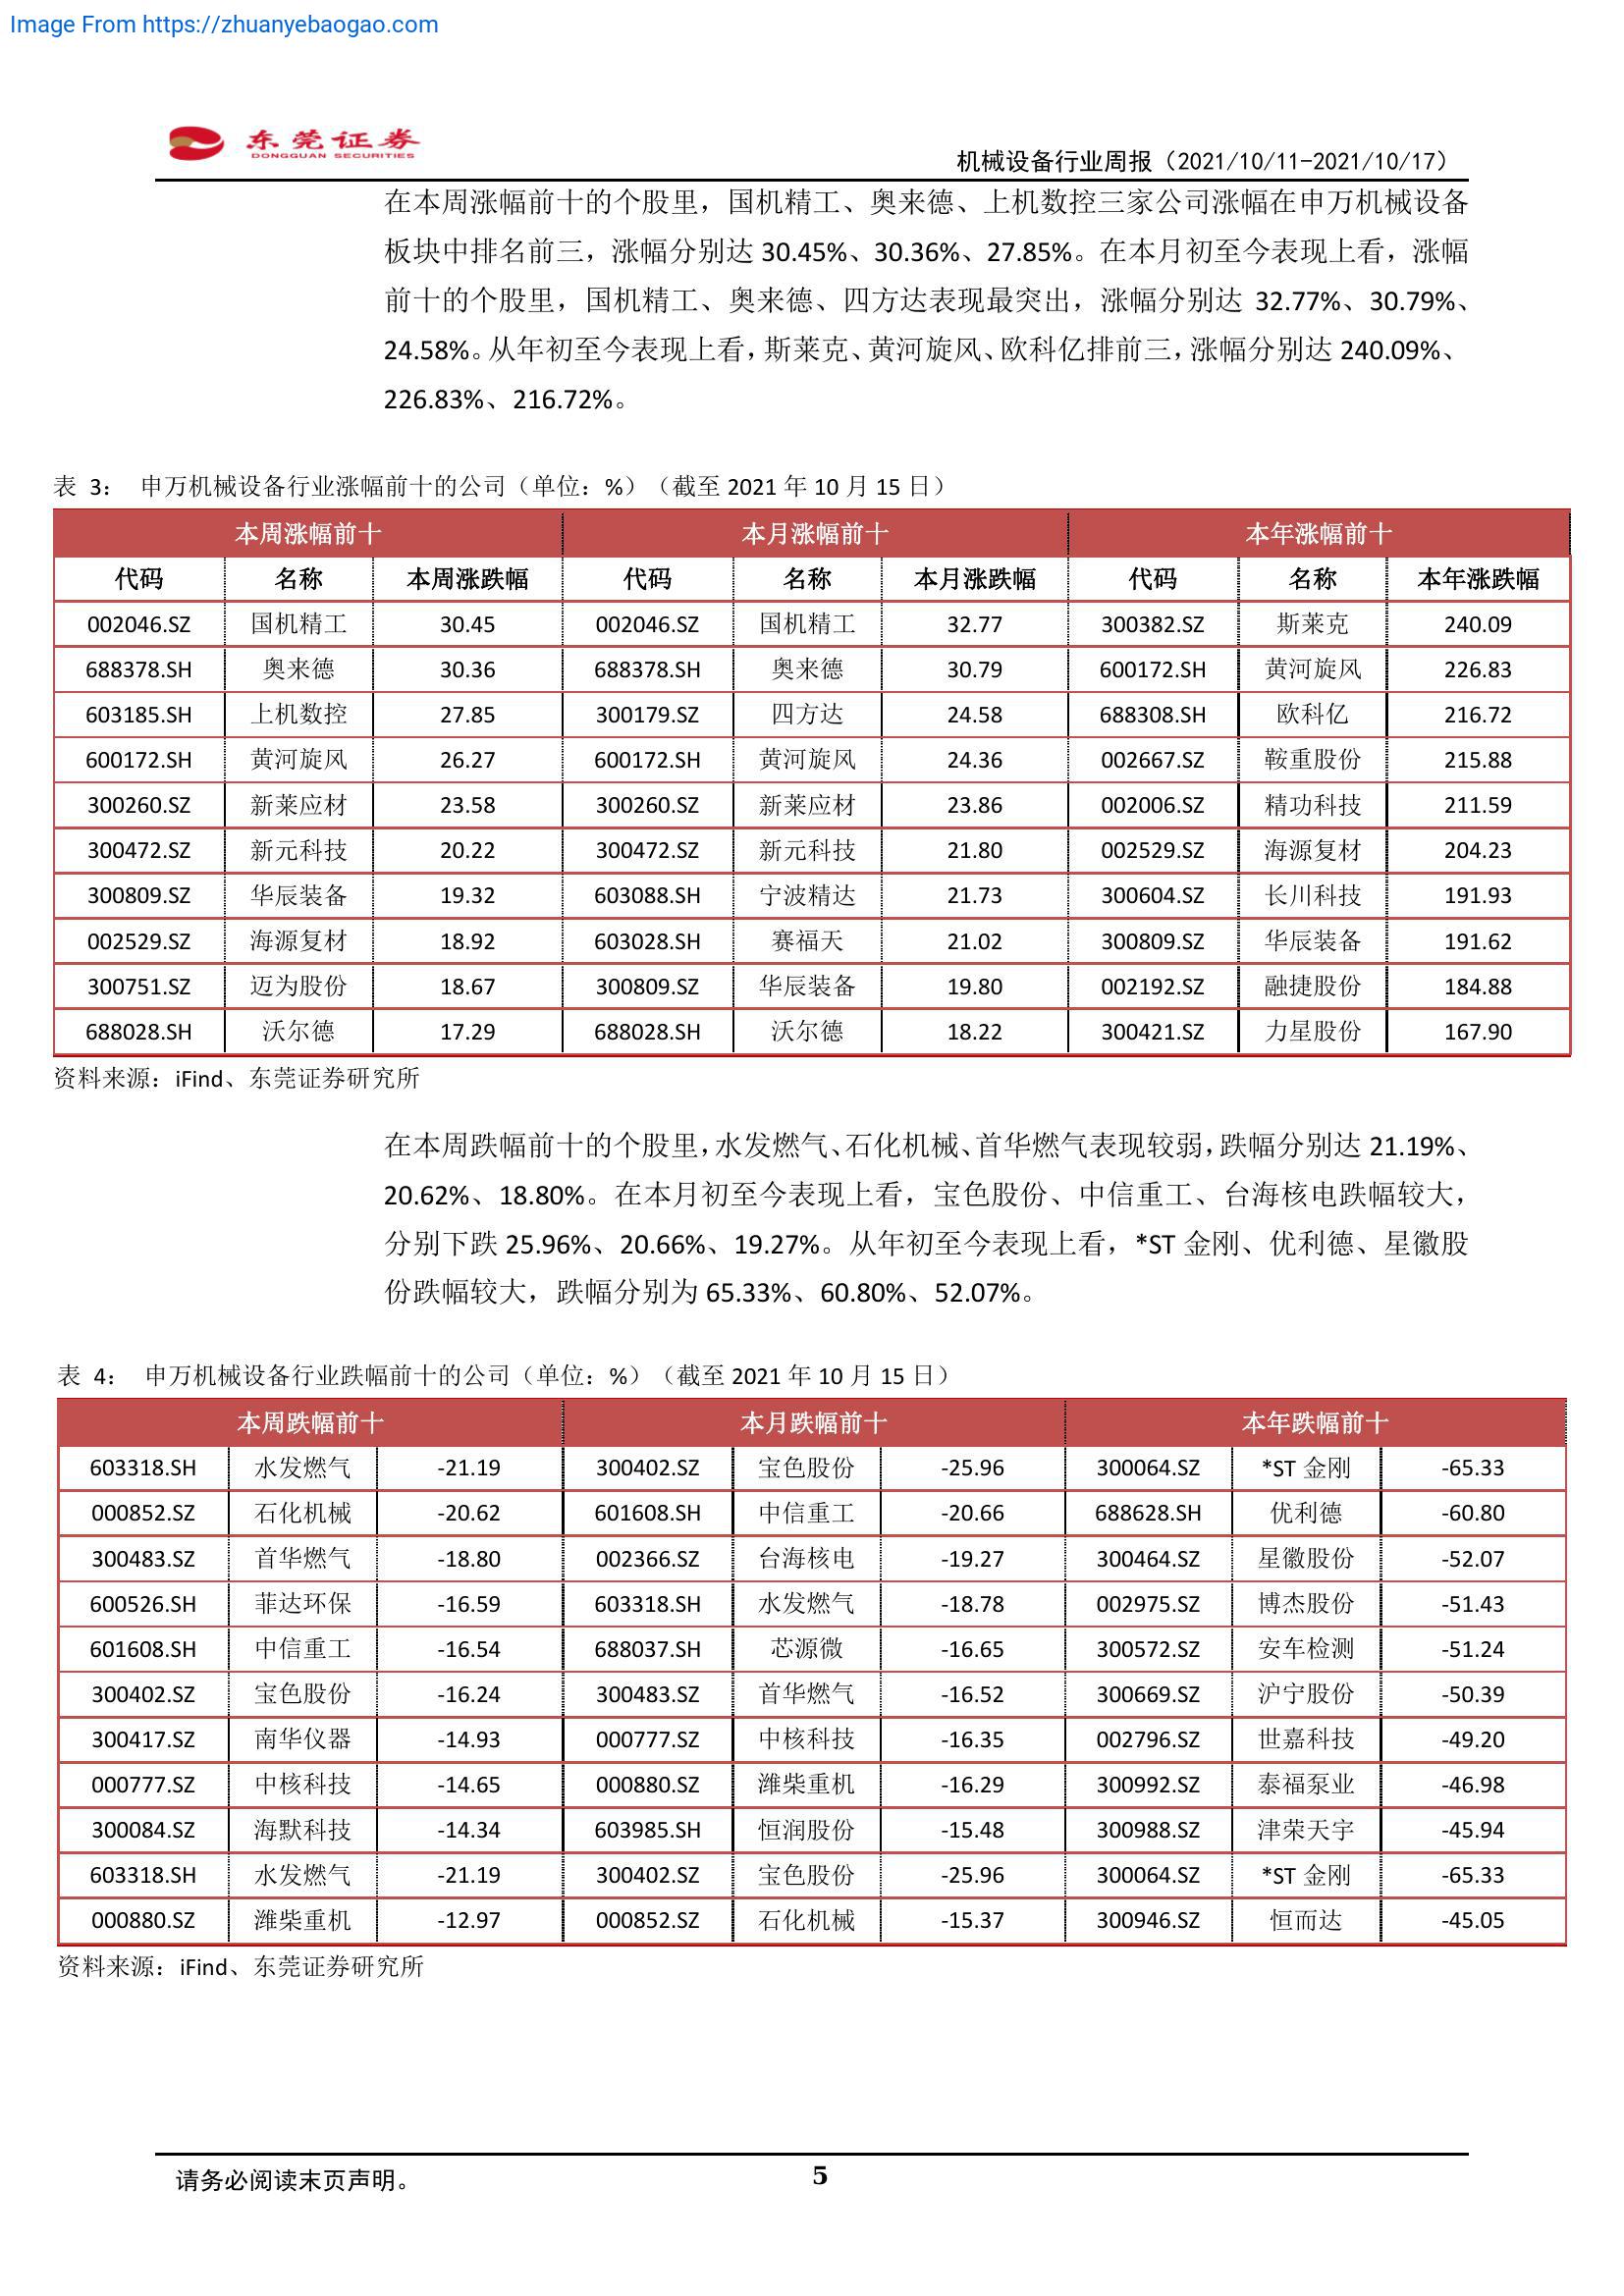 Image From https://zhuanyebaogao.com
东莞证券
DONGGUAN SECURITIES
机械设备行业周报（2021/10/11-2021/10/17）
在本周涨幅前十的个股里，国机精工、奥来德、上机数控三家公司涨幅在申万机械设备
板块中排名前三，涨幅分别达 30.45%、30.36%、27.85%。在本月初至今表现上看，涨幅
前十的个股里，国机精工、奥来德、四方达表现最突出，涨幅分别达 32.77%、30.79%、
24.58%。从年初至今表现上看，斯莱克、黄河旋风、欧科亿排前三，涨幅分别达 240.09%、
226.83%、216.72%。
表 3： 申万机械设备行业涨幅前十的公司（单位：%）（截至 2021 年 10 月 15 日）
本周涨幅前十 本月涨幅前十 本年涨幅前十
代码 名称 本周涨跌幅 代码 名称 本月涨跌幅 代码 名称 本年涨跌幅
002046.SZ 国机精工 30.45 002046.SZ 国机精工 32.77 300382.SZ 斯莱克 240.09
688378.SH 奥来德 30.36 688378.SH 奥来德 30.79 600172.SH 黄河旋风 226.83
603185.SH 上机数控 27.85 300179.SZ 四方达 24.58 688308.SH 欧科亿 216.72
600172.SH 黄河旋风 26.27 600172.SH 黄河旋风 24.36 002667.SZ 鞍重股份 215.88
300260.SZ 新莱应材 23.58 300260.SZ 新莱应材 23.86 002006.SZ 精功科技 211.59
300472.SZ 新元科技 20.22 300472.SZ 新元科技 21.80 002529.SZ 海源复材 204.23
300809.SZ 华辰装备 19.32 603088.SH 宁波精达 21.73 300604.SZ 长川科技 191.93
002529.SZ 海源复材 18.92 603028.SH 赛福天 21.02 300809.SZ 华辰装备 191.62
300751.SZ 迈为股份 18.67 300809.SZ 华辰装备 19.80 002192.SZ 融捷股份 184.88
688028.SH 沃尔德 17.29 688028.SH 沃尔德 18.22 300421.SZ 力星股份 167.90
资料来源：iFind、东莞证券研究所
在本周跌幅前十的个股里，水发燃气、石化机械、首华燃气表现较弱，跌幅分别达 21.19%、
20.62%、18.80%。在本月初至今表现上看，宝色股份、中信重工、台海核电跌幅较大，
分别下跌 25.96%、20.66%、19.27%。从年初至今表现上看，*ST 金刚、优利德、星徽股
份跌幅较大，跌幅分别为 65.33%、60.80%、52.07%。
表 4： 申万机械设备行业跌幅前十的公司（单位：%）（截至 2021 年 10 月 15 日）
本周跌幅前十 本月跌幅前十 本年跌幅前十
603318.SH 水发燃气 -21.19 300402.SZ 宝色股份 -25.96 300064.SZ *ST 金刚 -65.33
000852.SZ 石化机械 -20.62 601608.SH 中信重工 -20.66 688628.SH 优利德 -60.80
300483.SZ 首华燃气 -18.80 002366.SZ 台海核电 -19.27 300464.SZ 星徽股份 -52.07
600526.SH 菲达环保 -16.59 603318.SH 水发燃气 -18.78 002975.SZ 博杰股份 -51.43
601608.SH 中信重工 -16.54 688037.SH 芯源微 -16.65 300572.SZ 安车检测 -51.24
300402.SZ 宝色股份 -16.24 300483.SZ 首华燃气 -16.52 300669.SZ 沪宁股份 -50.39
300417.SZ 南华仪器 -14.93 000777.SZ 中核科技 -16.35 002796.SZ 世嘉科技 -49.20
000777.SZ 中核科技 -14.65 000880.SZ 潍柴重机 -16.29 300992.SZ 泰福泵业 -46.98
300084.SZ 海默科技 -14.34 603985.SH 恒润股份 -15.48 300988.SZ 津荣天宇 -45.94
603318.SH 水发燃气 -21.19 300402.SZ 宝色股份 -25.96 300064.SZ *ST 金刚 -65.33
000880.SZ 潍柴重机 -12.97 000852.SZ 石化机械 -15.37 300946.SZ 恒而达 -45.05
资料来源：iFind、东莞证券研究所
请务必阅读末页声明。
5